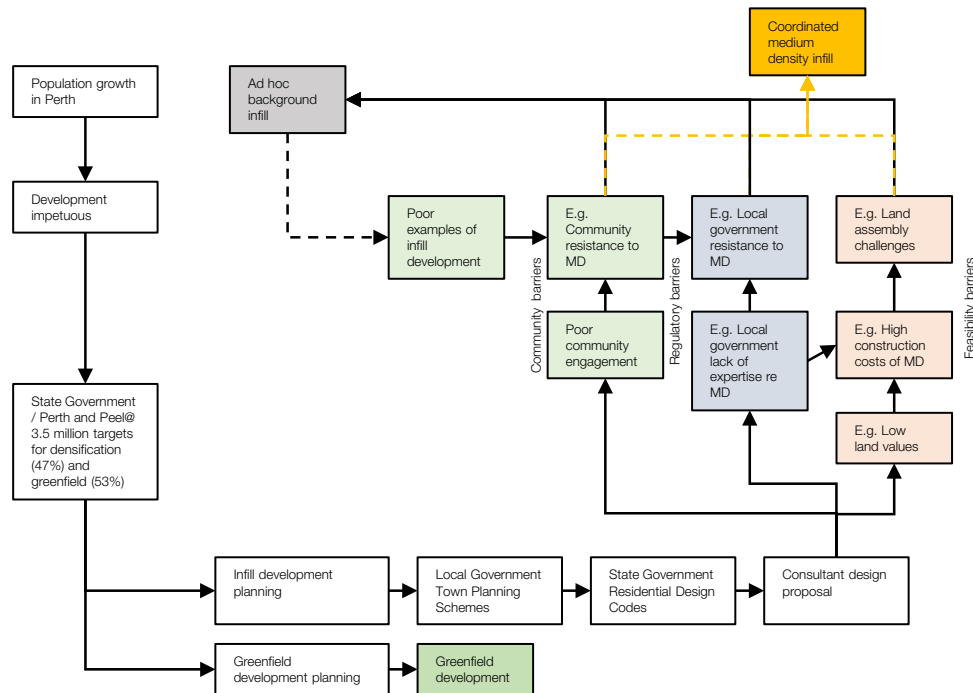 Coordinated
medium
density infill
Population growth
in Perth
Ad hoc
background
infill
Development
impetuous
Poor
examples of
infill
development
E.g.
Community
resistance to
MD
E.g. Local
government
resistance to
MD
E.g. Land
assembly
challenges
Community barriers
Regulatory barriers
Feasibility barriers
Poor
community
engagement
E.g. Local
government
lack of
expertise re
MD
E.g. High
construction
costs of MD
State Government
/ Perth and Peel@
3.5 million targets
for densification
(47%) and
greenfield (53%)
E.g. Low
land values
Infill development
planning
Local Government
Town Planning
Schemes
State Government
Residential Design
Codes
Consultant design
proposal
Greenfield
development planning
Greenfield
development